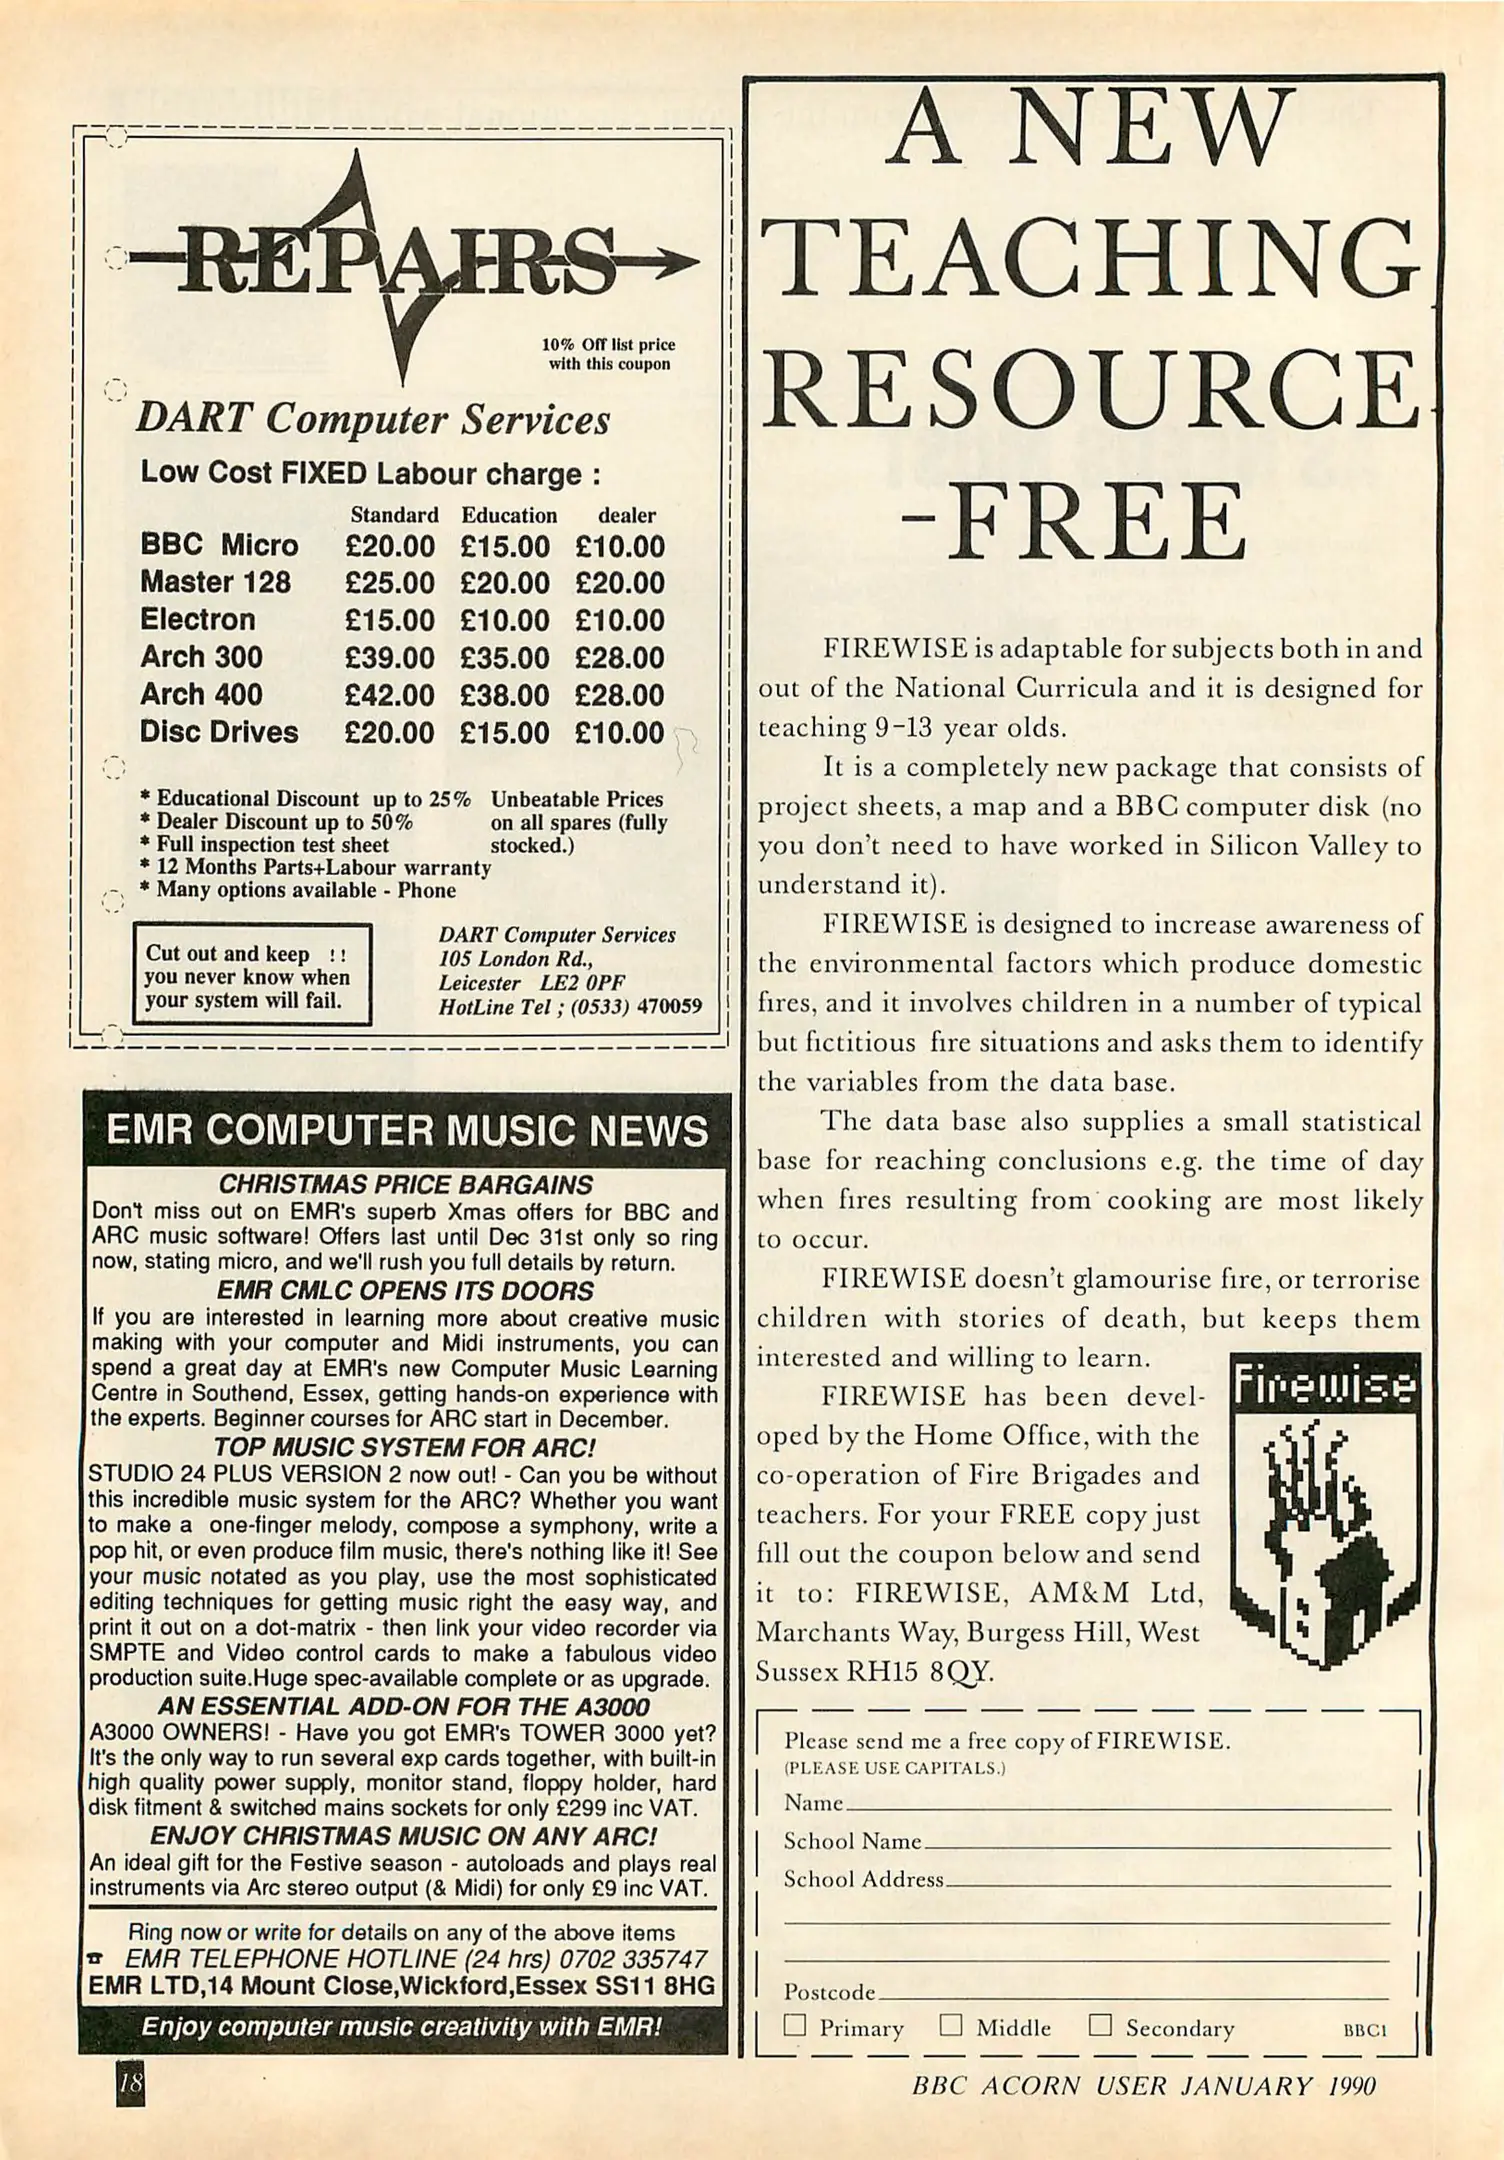 REPAIRS
10% Off list price
with this coupon
DART Computer Services
Low Cost FIXED Labour charge :
Standard Education dealer
BBC Micro £20.00 £15.00 £10.00
Master 128 £25.00 £20.00 £20.00
Electron £15.00 £10.00 £10.00
Arch 300 £39.00 £35.00 £28.00
Arch 400 £42.00 £38.00 £28.00
Disc Drives £20.00 £15.00 £10.00
* Educational Discount up to 25%
* Dealer Discount up to 50%
* Full inspection test sheet
* 12 Months Parts+Labour warranty
* Many options available - Phone
Unbeatable Prices
on all spares (fully
stocked.)
Cut out and keep !!
you never know when
your system will fail.
DART Computer Services
105 London Rd.,
Leicester LE2 0PF
HotLine Tel ; (0533) 470059
EMR COMPUTER MUSIC NEWS
CHRISTMAS PRICE BARGAINS
Don't miss out on EMR's superb Xmas offers for BBC and
ARC music software! Offers last until Dec 31st only so ring
now, stating micro, and we'll rush you full details by return.
EMR CMLC OPENS ITS DOORS
If you are interested in learning more about creative music
making with your computer and Midi instruments, you can
spend a great day at EMR's new Computer Music Learning
Centre in Southend, Essex, getting hands-on experience with
the experts. Beginner courses for ARC start in December.
TOP MUSIC SYSTEM FOR ARC!
STUDIO 24 PLUS VERSION 2 now out! - Can you be without
this incredible music system for the ARC? Whether you want
to make a one-finger melody, compose a symphony, write a
pop hit, or even produce film music, there's nothing like it! See
your music notated as you play, use the most sophisticated
editing techniques for getting music right the easy way, and
print it out on a dot-matrix - then link your video recorder via
SMPTE and Video control cards to make a fabulous video
production suite.Huge spec-available complete or as upgrade.
AN ESSENTIAL ADD-ON FOR THE A3000
A3000 OWNERS! - Have you got EMR's TOWER 3000 yet?
It's the only way to run several exp cards together, with built-in
high quality power supply, monitor stand, floppy holder, hard
disk fitment & switched mains sockets for only £299 inc VAT.
ENJOY CHRISTMAS MUSIC ON ANY ARC!
An ideal gift for the Festive season - autoloads and plays real
instruments via Arc stereo output (& Midi) for only £9 inc VAT.
Ring now or write for details on any of the above items
☎ EMR TELEPHONE HOTLINE (24 hrs) 0702 335747
EMR LTD,14 Mount Close,Wickford,Essex SS11 8HG
Enjoy computer music creativity with EMR!
A NEW
TEACHING
RESOURCE
-FREE
FIREWISE is adaptable for subjects both in and
out of the National Curricula and it is designed for
teaching 9-13 year olds.
It is a completely new package that consists of
project sheets, a map and a BBC computer disk (no
you don't need to have worked in Silicon Valley to
understand it).
FIREWISE is designed to increase awareness of
the environmental factors which produce domestic
fires, and it involves children in a number of typical
but fictitious fire situations and asks them to identify
the variables from the data base.
The data base also supplies a small statistical
base for reaching conclusions e.g. the time of day
when fires resulting from cooking are most likely
to occur.
FIREWISE doesn't glamourise fire, or terrorise
children with stories of death, but keeps them
interested and willing to learn.
FIREWISE has been devel-
oped by the Home Office, with the
co-operation of Fire Brigades and
teachers. For your FREE copy just
fill out the coupon below and send
it to: FIREWISE, AM&M Ltd,
Marchants Way, Burgess Hill, West
Sussex RH15 8QY.
Firewise
Please send me a free copy of FIREWISE.
(PLEASE USE CAPITALS.)
Name
School Name
School Address
Postcode
Primary Middle Secondary BBC1
18
BBC ACORN USER JANUARY 1990